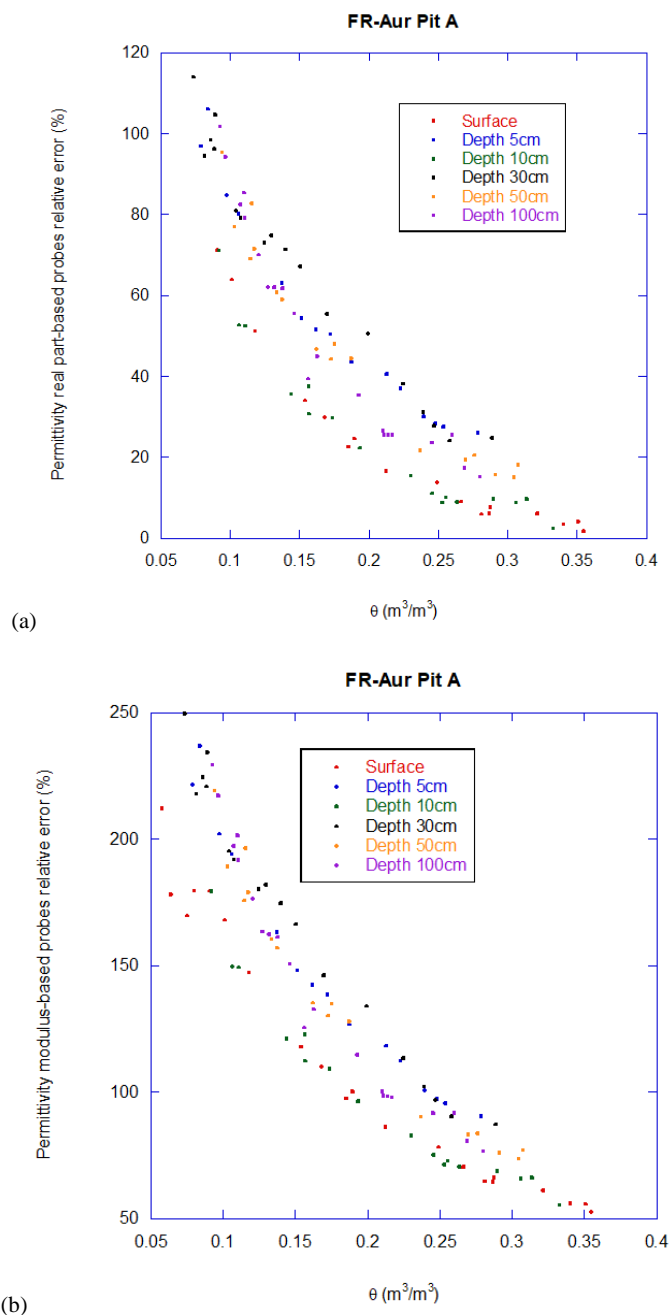 FR-Aur Pit A
120
100
80
60
40
20
0
Permittivity real part-based probes relative error (%)
Surface
Depth 5cm
Depth 10cm
Depth 30cm
Depth 50cm
Depth 100cm
0.05 0.1 0.15 0.2 0.25 0.3 0.35 0.4
θ (m³/m³)
(a)
FR-Aur Pit A
250
200
150
100
50
Permittivity modulus-based probes relative error (%)
Surface
Depth 5cm
Depth 10cm
Depth 30cm
Depth 50cm
Depth 100cm
0.05 0.1 0.15 0.2 0.25 0.3 0.35 0.4
θ (m³/m³)
(b)